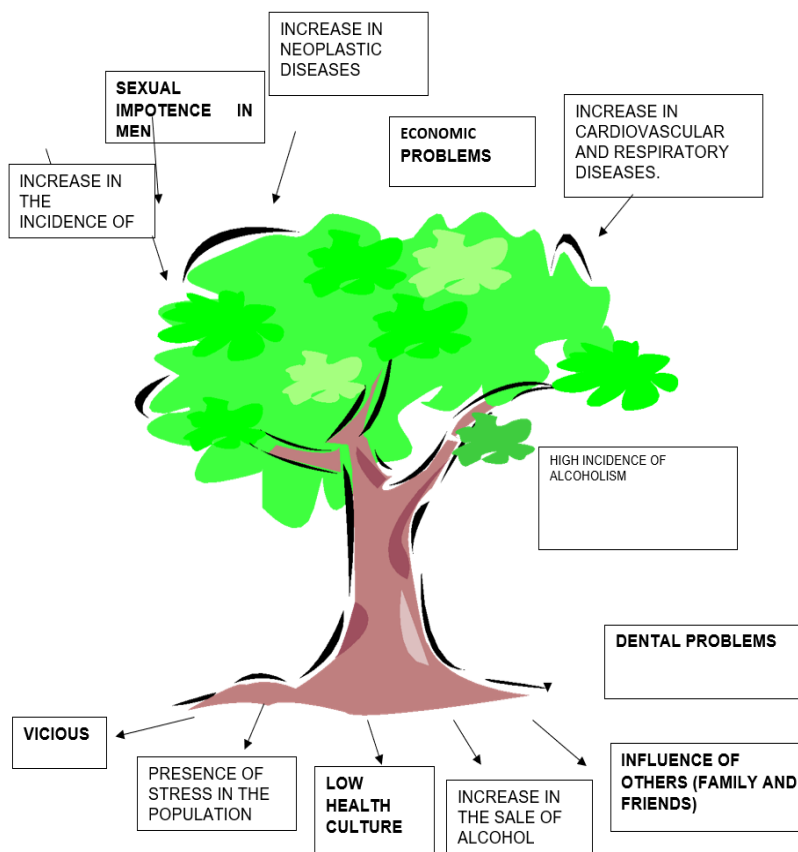 INCREASE IN
NEOPLASTIC
DISEASES
SEXUAL
IMPOTENCE IN
MEN
ECONOMIC
PROBLEMS
INCREASE IN
CARDIOVASCULAR
AND RESPIRATORY
DISEASES.
INCREASE IN
THE
INCIDENCE OF
HIGH INCIDENCE OF
ALCOHOLISM
DENTAL PROBLEMS
VICIOUS
PRESENCE OF
STRESS IN THE
POPULATION
LOW
HEALTH
CULTURE
INCREASE IN
THE SALE OF
ALCOHOL
INFLUENCE OF
OTHERS (FAMILY AND
FRIENDS)